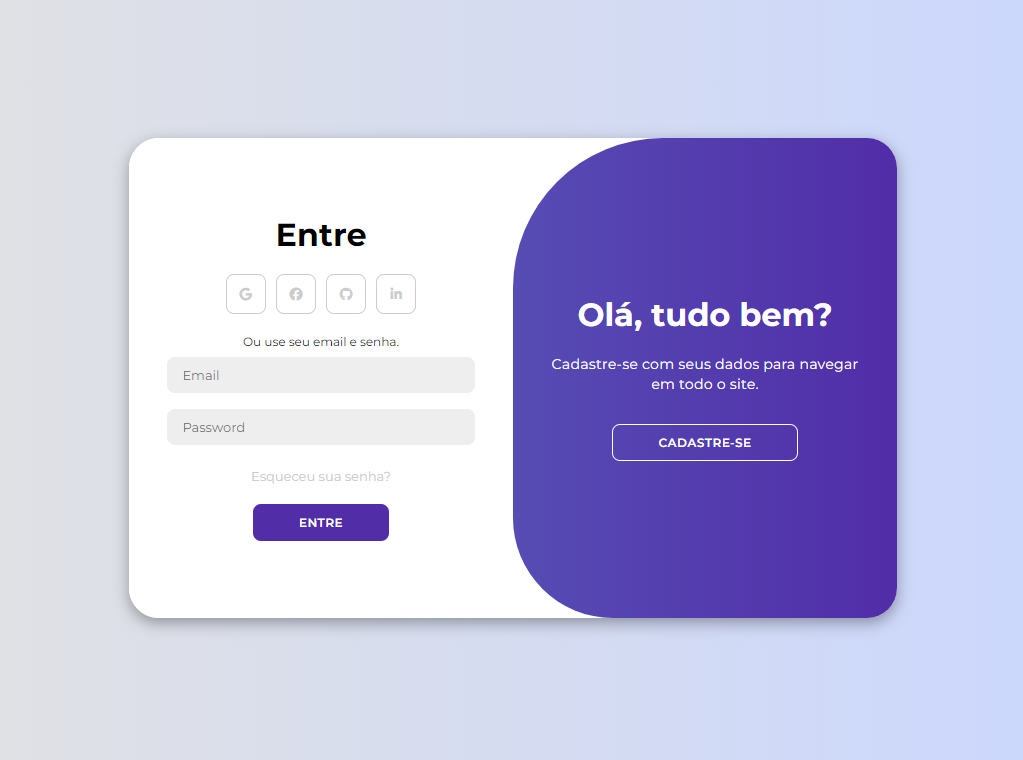 Entre
Ou use seu email e senha.
Email
Password
Esqueceu sua senha?
ENTRE
Olá, tudo bem?
Cadastre-se com seus dados para navegar
em todo o site.
CADASTRE-SE